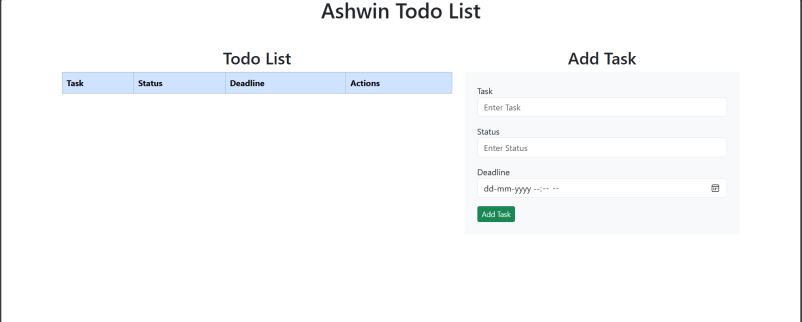 Ashwin Todo List
Todo List
Task Status Deadline Actions
Add Task
Task
Enter Task
Status
Enter Status
Deadline
dd-mm-yyyy --:-- --
Add Task